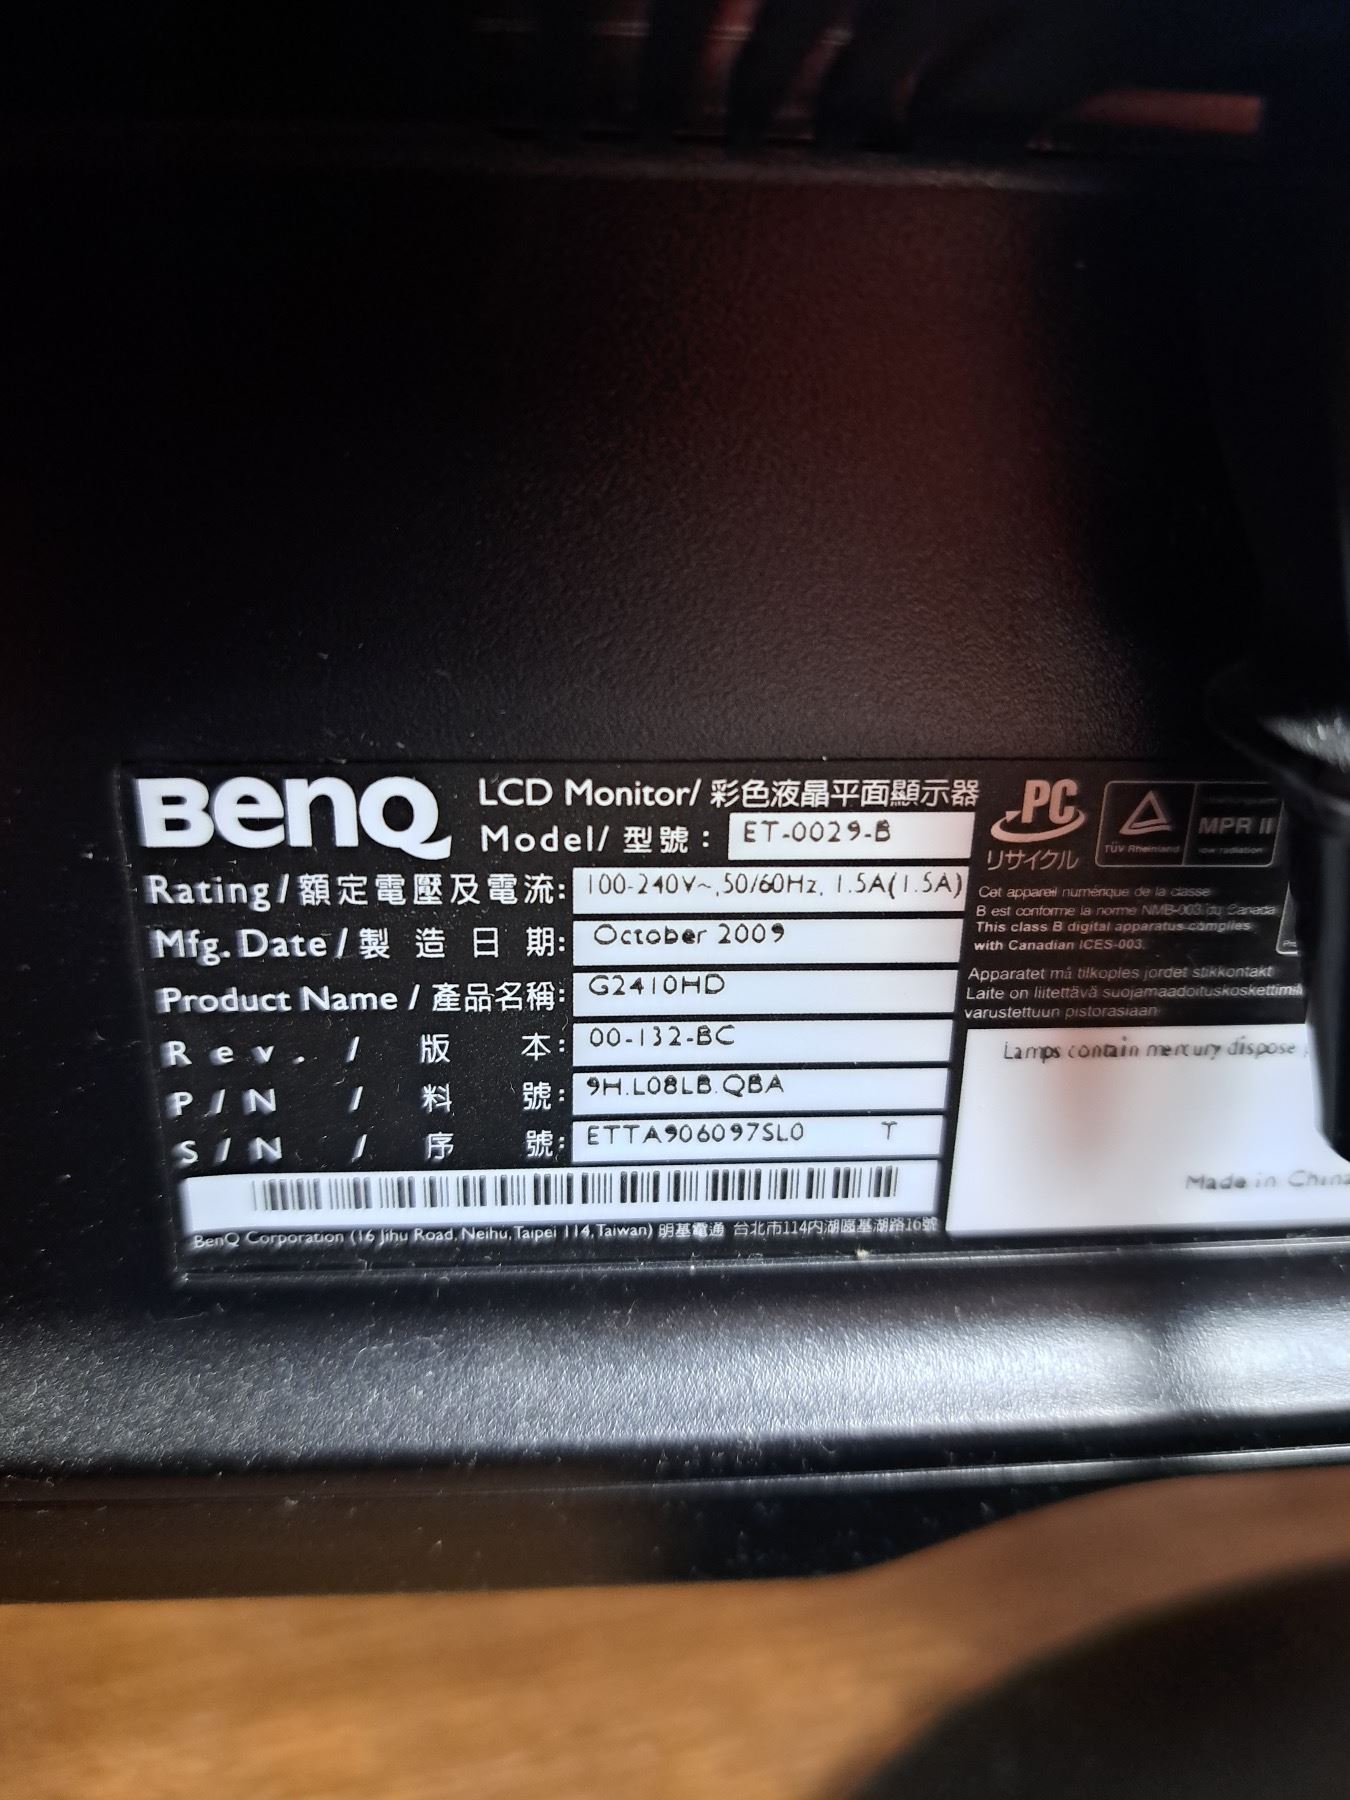 BenQ
LCD Monitor/ 彩色液晶平面顯示器
Model/ 型號: ET-0029-B
Rating/額定電壓及電流: 100-240V~,50/60Hz, 1.5A(1.5A)
Mfg. Date/製造日期: October 2009
Product Name / 產品名稱: G2410HD
Rev. / 版本: 00-132-BC
P/N / 料號: 9H.L08LB.QBA
S/N / 序號: ETTA906097SL0 T
BenQ Corporation (16 Jihu Road, Neihu, Taipei 114, Taiwan) 明基電通 台北市114內湖區基湖路16號
PC
リサイクル
TÜV Rheinland
MPR II
low radiation
Cet appareil numérique de la classe
B est conforme la norme NMB-003 du Canada
This class B digital apparatus complies
with Canadian ICES-003.
Apparatet må tilkoples jordet stikkontakt
Laite on liitettävä suojamaadoituskoskettimilla
varustettuun pistorasiaan
Lamps contain mercury dispose
Made in China